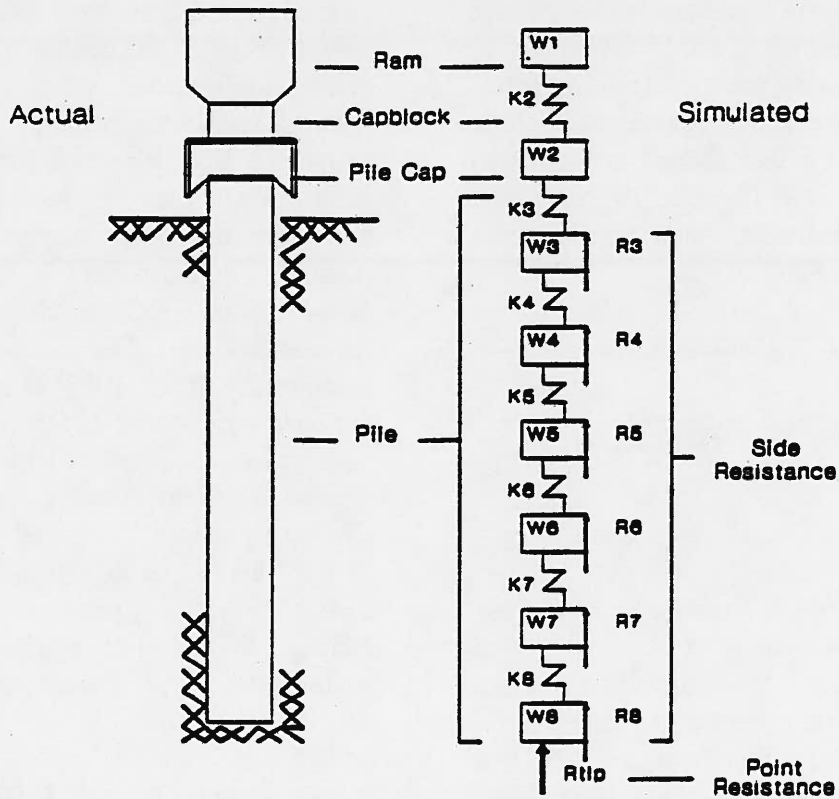 W1
Ram
K2
Actual
Capblock
Simulated
W2
Pile Cap
K3
W3
R3
K4
W4
R4
K5
Pile
W5
R5
Side
Resistance
K6
W6
R6
K7
W7
R7
K8
W8
R8
Rtip
Point
Resistance